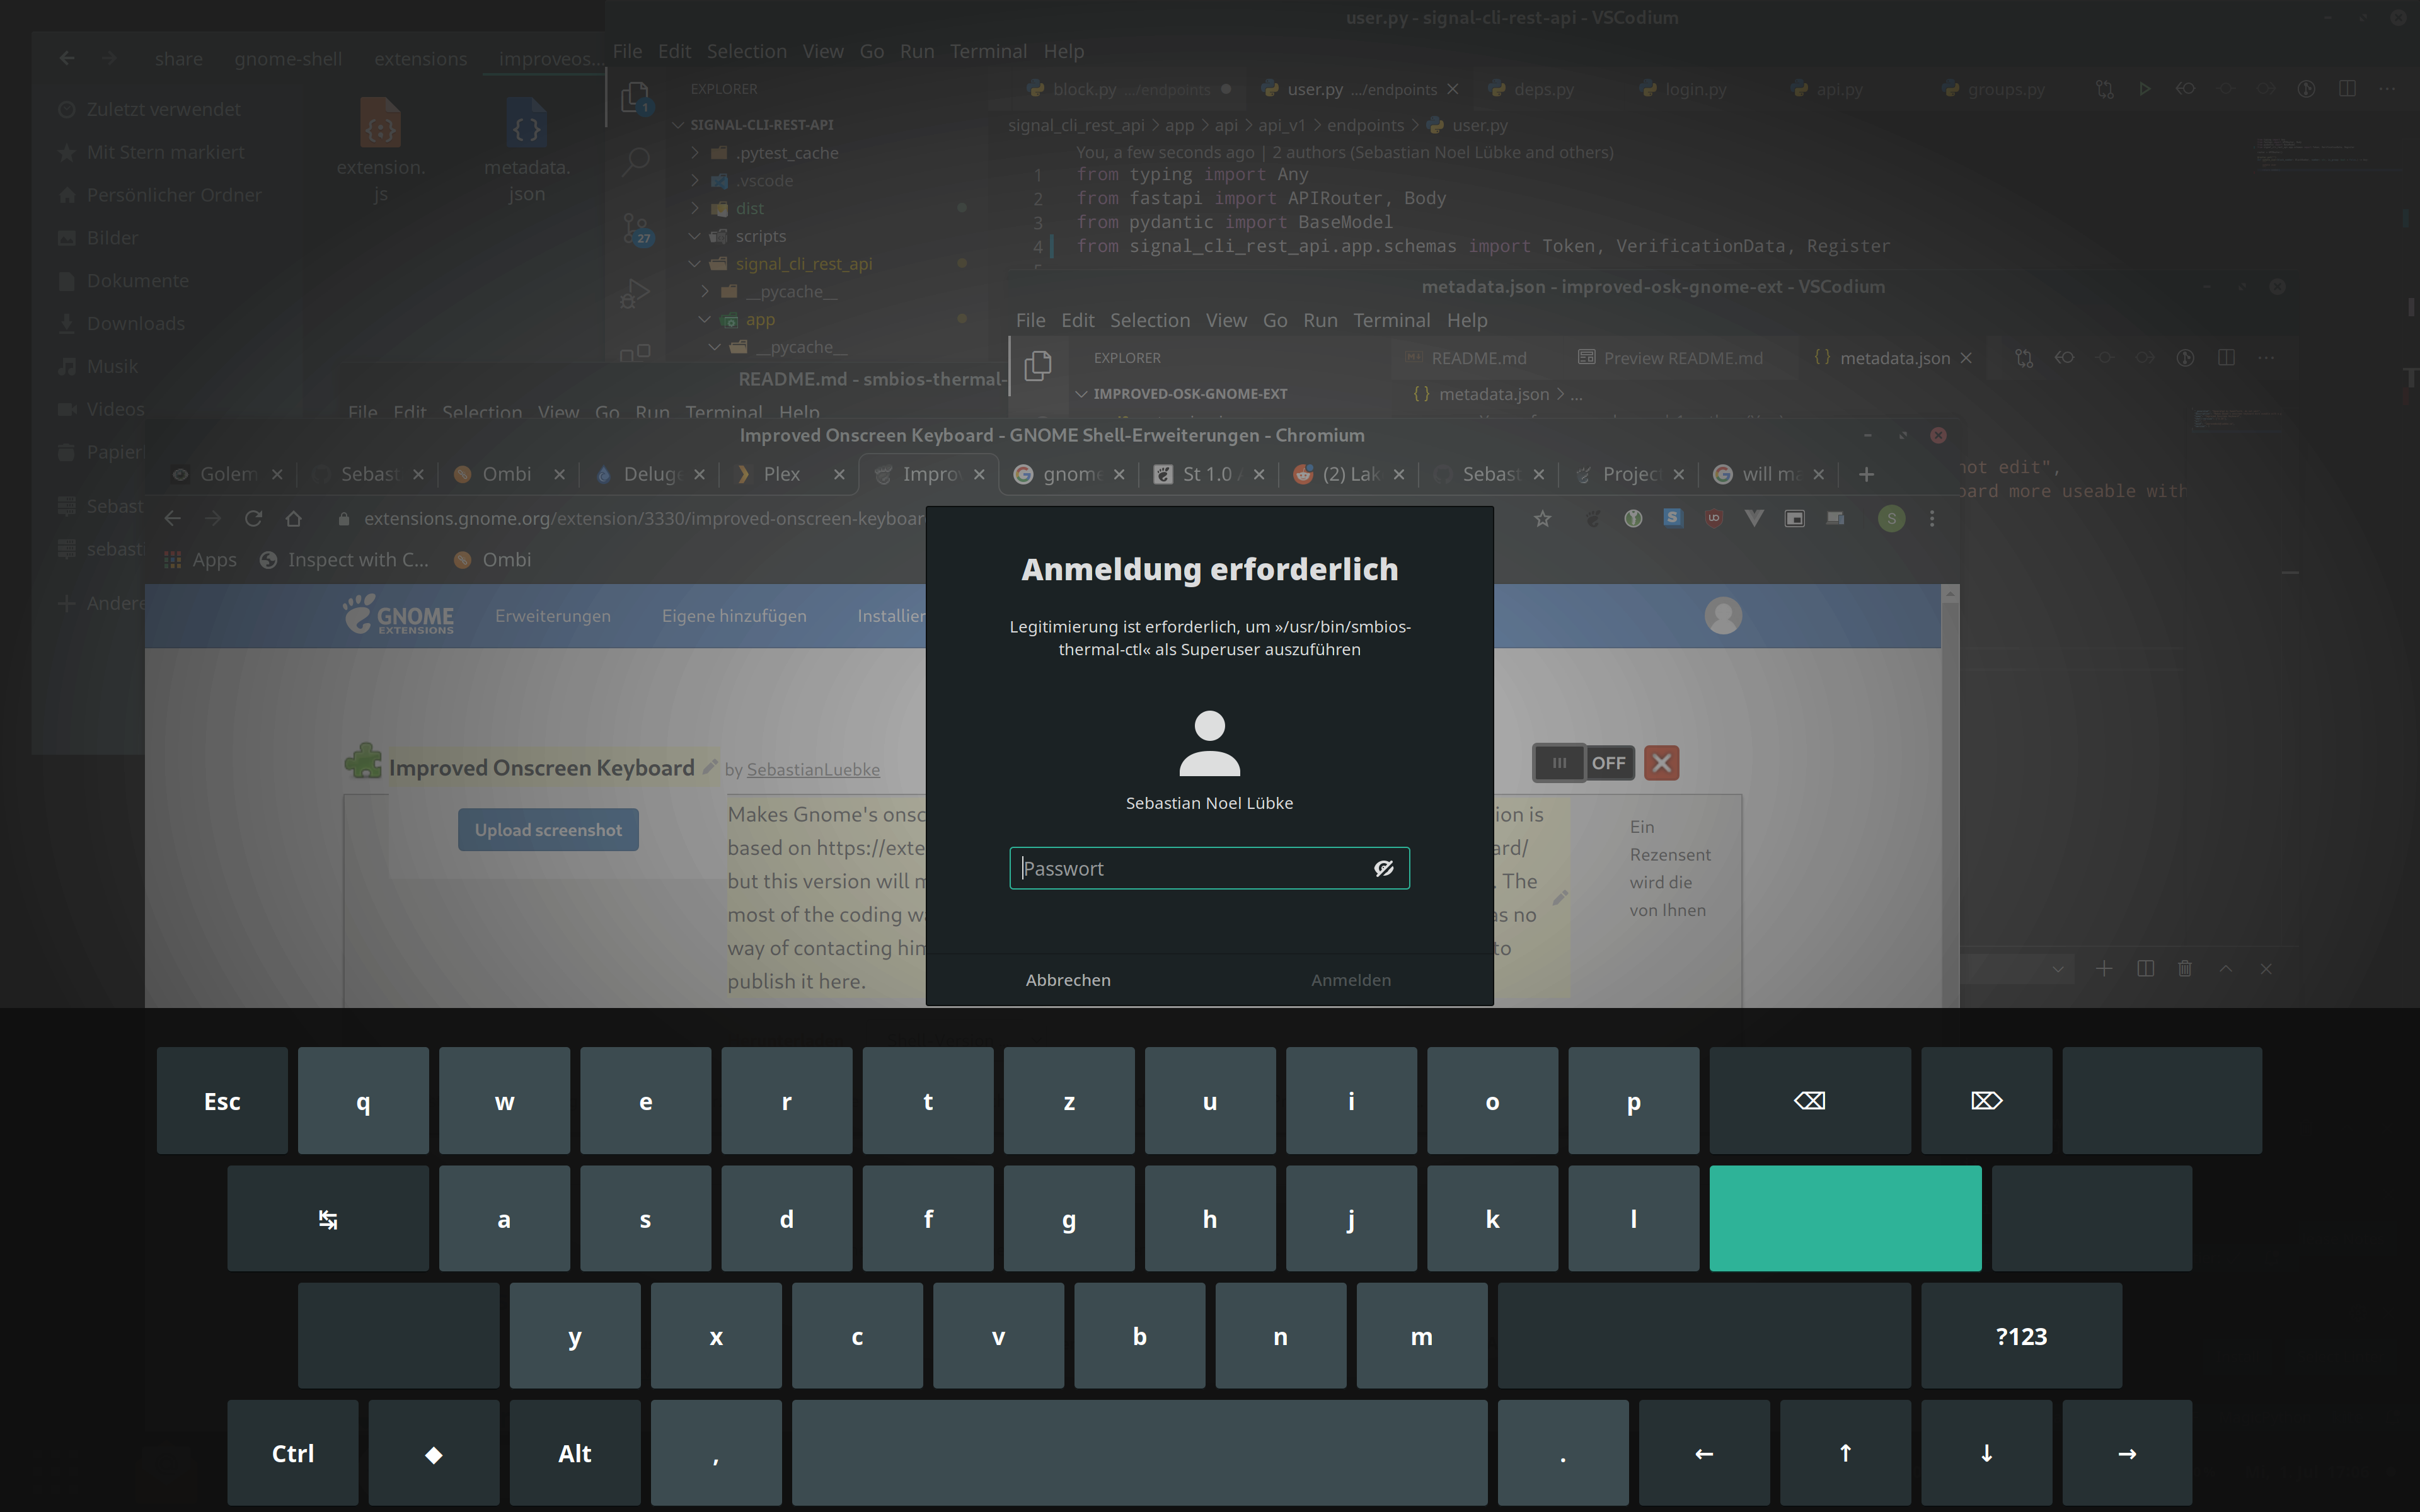 user.py - signal-cli-rest-api - VSCodium
share gnome-shell extensions improveos...
File Edit Selection View Go Run Terminal Help
Zuletzt verwendet
Mit Stern markiert
Persönlicher Ordner
Bilder
Dokumente
Downloads
Musik
Videos
Papier
Sebast
sebasti
Andere
extension.
js
metadata.
json
EXPLORER
1
27
SIGNAL-CLI-REST-API
.pytest_cache
.vscode
dist
scripts
signal_cli_rest_api
__pycache__
app
__pycache__
block.py .../endpoints user.py .../endpoints deps.py login.py api.py groups.py
signal_cli_rest_api > app > api > api_v1 > endpoints > user.py
You, a few seconds ago | 2 authors (Sebastian Noel Lübke and others)
1 from typing import Any
2 from fastapi import APIRouter, Body
3 from pydantic import BaseModel
4 from signal_cli_rest_api.app.schemas import Token, VerificationData, Register
metadata.json - improved-osk-gnome-ext - VSCodium
File Edit Selection View Go Run Terminal Help
EXPLORER
IMPROVED-OSK-GNOME-EXT
README.md Preview README.md metadata.json
metadata.json > ...
not edit",
ard more useable with
README.md - smbios-thermal-
File Edit Selection View Go Run Terminal Help
Improved Onscreen Keyboard - GNOME Shell-Erweiterungen - Chromium
Golem Sebast Ombi Deluge Plex Improv gnome St 1.0 (2) Lak Sebast Project will ma
extensions.gnome.org/extension/3330/improved-onscreen-keyboar
S
Apps Inspect with C... Ombi
GNOME
EXTENSIONS
Erweiterungen Eigene hinzufügen Installier
Improved Onscreen Keyboard by SebastianLuebke
OFF
Upload screenshot
Makes Gnome's onsc
ion is
based on https://exte
ard/
but this version will m
. The
most of the coding wa
as no
way of contacting him
to
publish it here.
Ein
Rezensent
wird die
von Ihnen
Anmeldung erforderlich
Legitimierung ist erforderlich, um »/usr/bin/smbios-
thermal-ctl« als Superuser auszuführen
Sebastian Noel Lübke
Passwort
Abbrechen Anmelden
Esc q w e r t z u i o p ⌫ ⌦
↹ a s d f g h j k l
y x c v b n m ?123
Ctrl ◆ Alt , . ← ↑ ↓ →